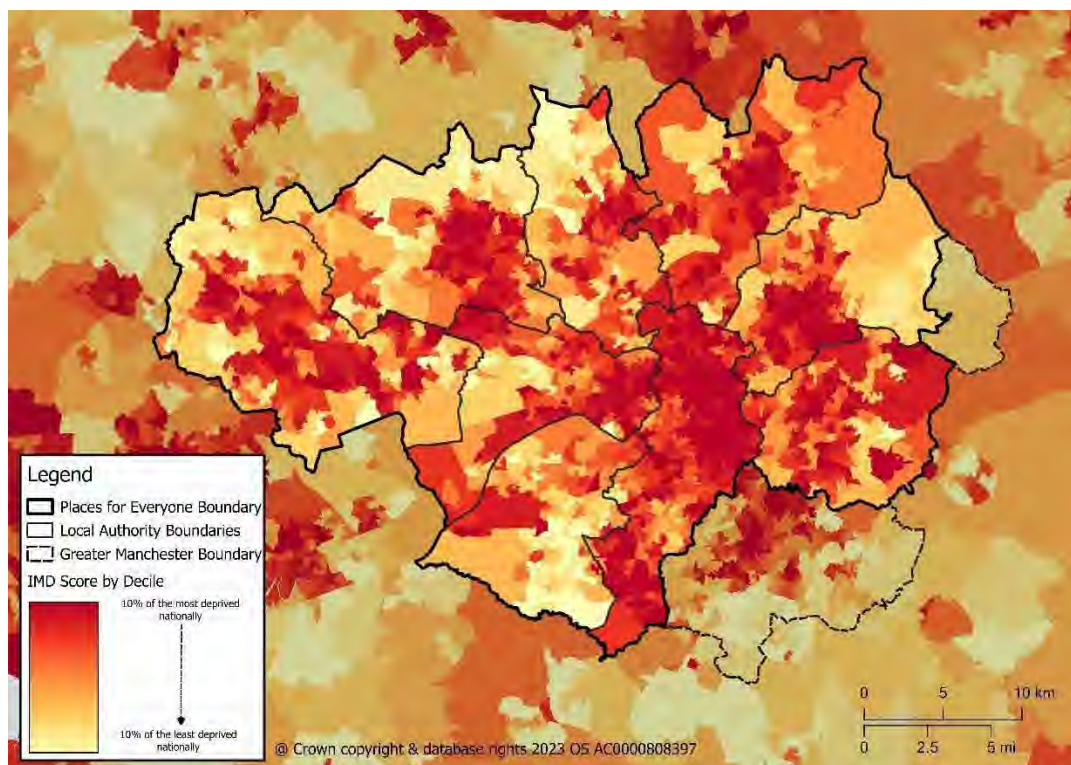 Legend
Places for Everyone Boundary
Local Authority Boundaries
Greater Manchester Boundary
IMD Score by Decile
10% of the most deprived
nationally
10% of the least deprived
nationally
@ Crown copyright & database rights 2023 OS AC0000808397
0 5 10 km
0 2.5 5 mi